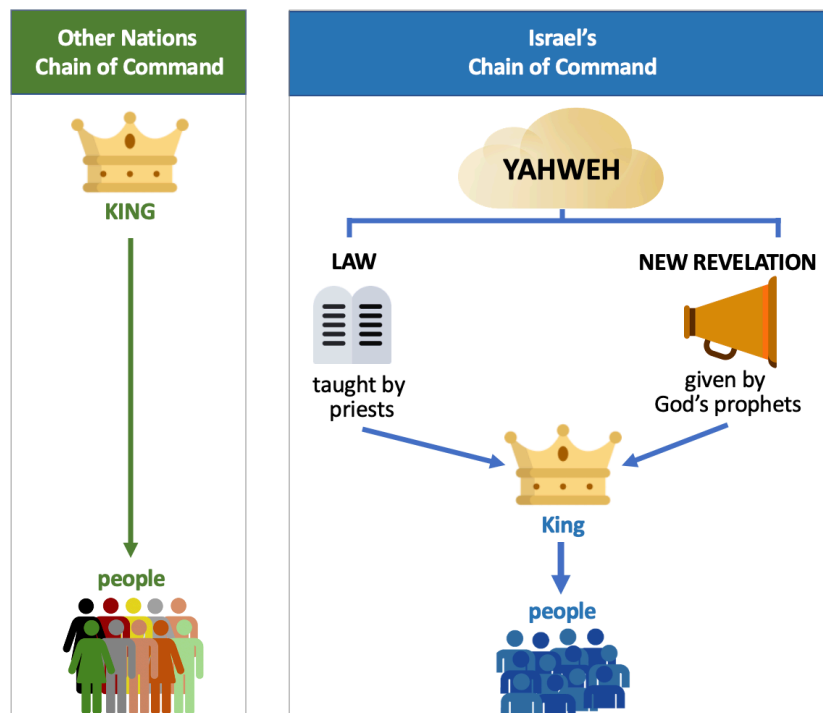 Other Nations
Chain of Command
KING
people
Israel's
Chain of Command
YAHWEH
LAW
taught by
priests
NEW REVELATION
given by
God's prophets
King
people